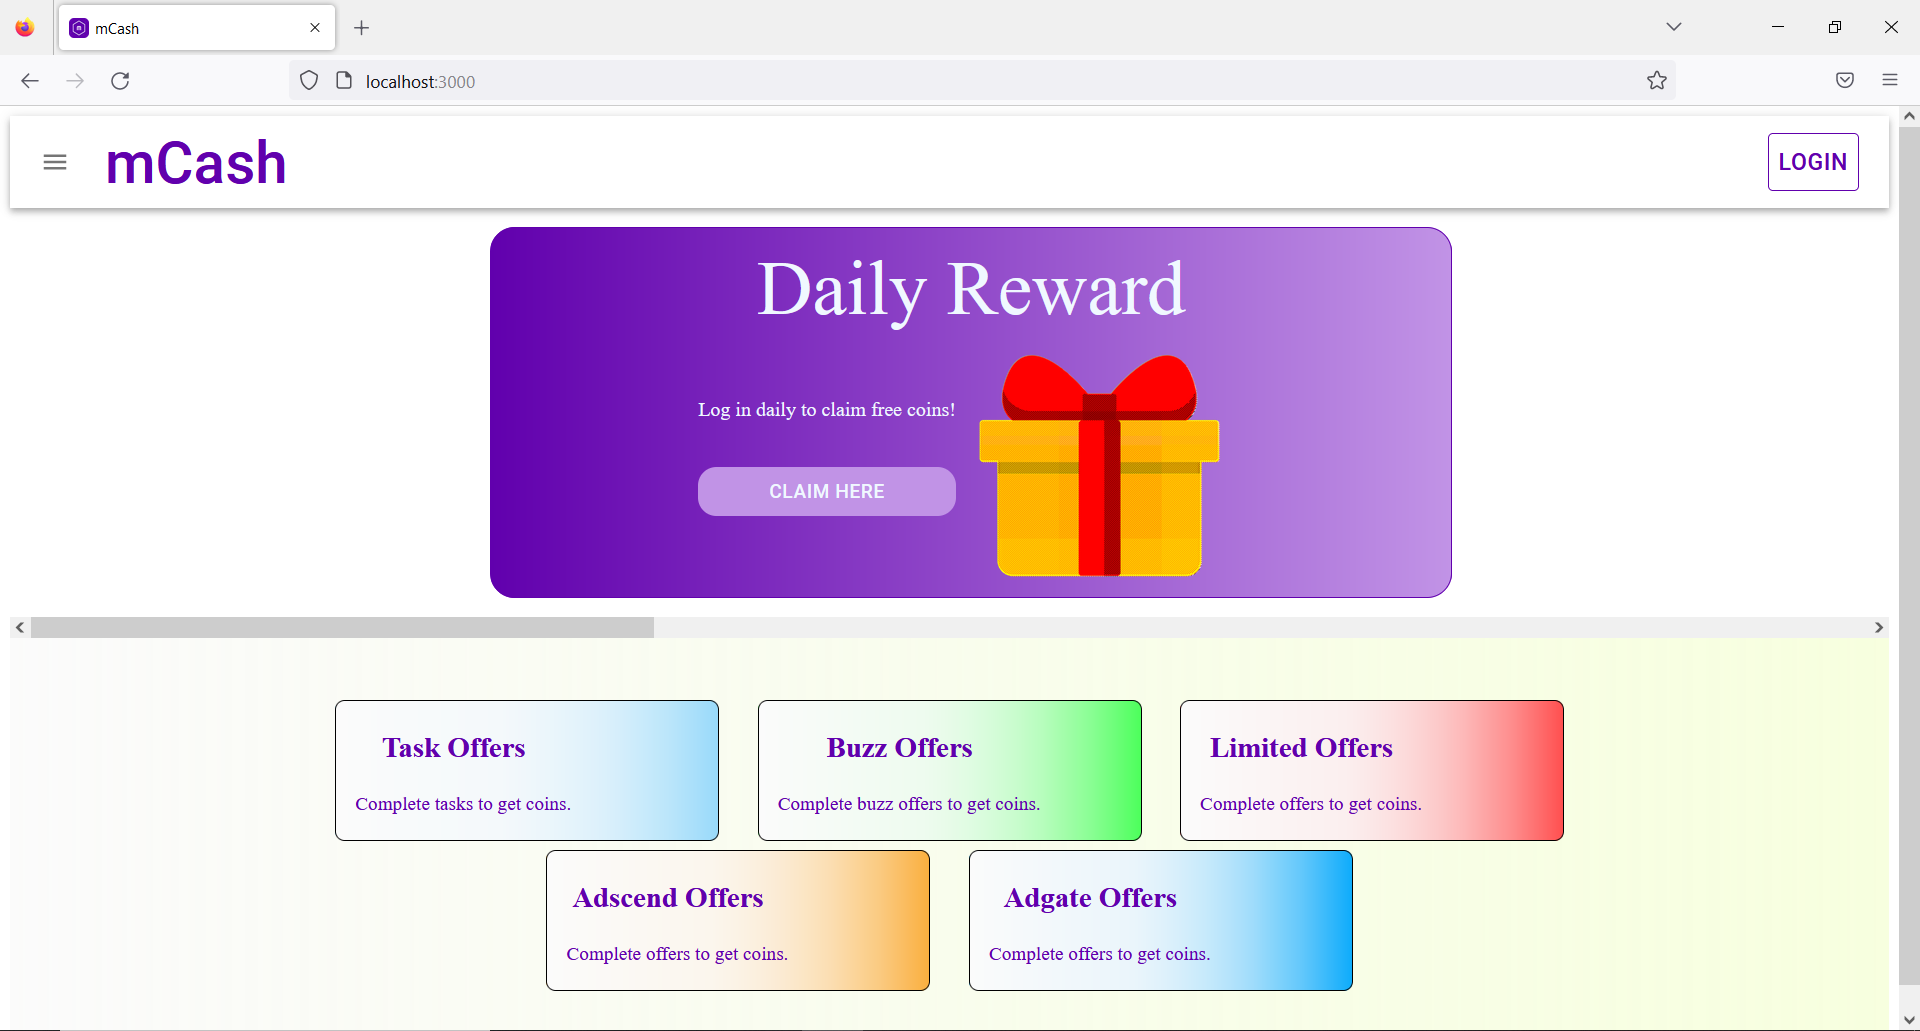 mCash
localhost:3000
mCash
LOGIN
Daily Reward
Log in daily to claim free coins!
CLAIM HERE
Task Offers
Complete tasks to get coins.
Buzz Offers
Complete buzz offers to get coins.
Limited Offers
Complete offers to get coins.
Adscend Offers
Complete offers to get coins.
Adgate Offers
Complete offers to get coins.